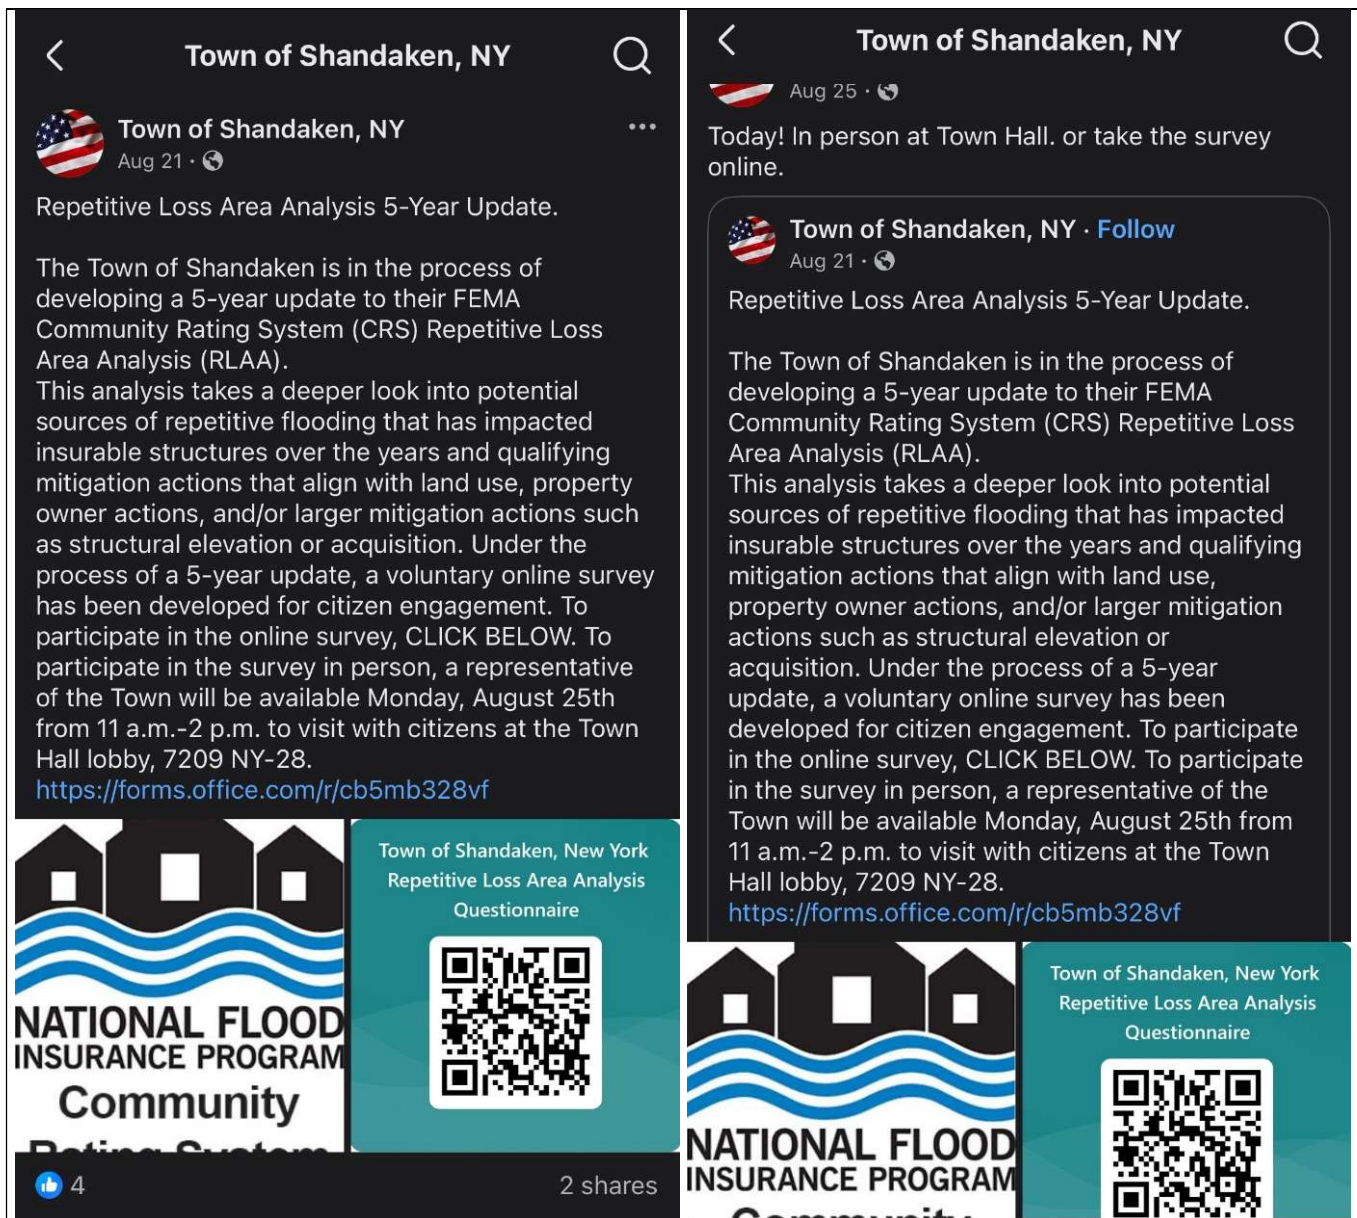 Town of Shandaken, NY
Town of Shandaken, NY
Aug 21 ·
Repetitive Loss Area Analysis 5-Year Update.
The Town of Shandaken is in the process of
developing a 5-year update to their FEMA
Community Rating System (CRS) Repetitive Loss
Area Analysis (RLAA).
This analysis takes a deeper look into potential
sources of repetitive flooding that has impacted
insurable structures over the years and qualifying
mitigation actions that align with land use, property
owner actions, and/or larger mitigation actions such
as structural elevation or acquisition. Under the
process of a 5-year update, a voluntary online survey
has been developed for citizen engagement. To
participate in the online survey, CLICK BELOW. To
participate in the survey in person, a representative
of the Town will be available Monday, August 25th
from 11 a.m.-2 p.m. to visit with citizens at the Town
Hall lobby, 7209 NY-28.
https://forms.office.com/r/cb5mb328vf
NATIONAL FLOOD
INSURANCE PROGRAM
Community
Rating System
Town of Shandaken, New York
Repetitive Loss Area Analysis
Questionnaire
4
2 shares
Town of Shandaken, NY
Aug 25 ·
Today! In person at Town Hall. or take the survey
online.
Town of Shandaken, NY · Follow
Aug 21 ·
Repetitive Loss Area Analysis 5-Year Update.
The Town of Shandaken is in the process of
developing a 5-year update to their FEMA
Community Rating System (CRS) Repetitive Loss
Area Analysis (RLAA).
This analysis takes a deeper look into potential
sources of repetitive flooding that has impacted
insurable structures over the years and qualifying
mitigation actions that align with land use,
property owner actions, and/or larger mitigation
actions such as structural elevation or
acquisition. Under the process of a 5-year
update, a voluntary online survey has been
developed for citizen engagement. To participate
in the online survey, CLICK BELOW. To participate
in the survey in person, a representative of the
Town will be available Monday, August 25th from
11 a.m.-2 p.m. to visit with citizens at the Town
Hall lobby, 7209 NY-28.
https://forms.office.com/r/cb5mb328vf
NATIONAL FLOOD
INSURANCE PROGRAM
Community
Town of Shandaken, New York
Repetitive Loss Area Analysis
Questionnaire